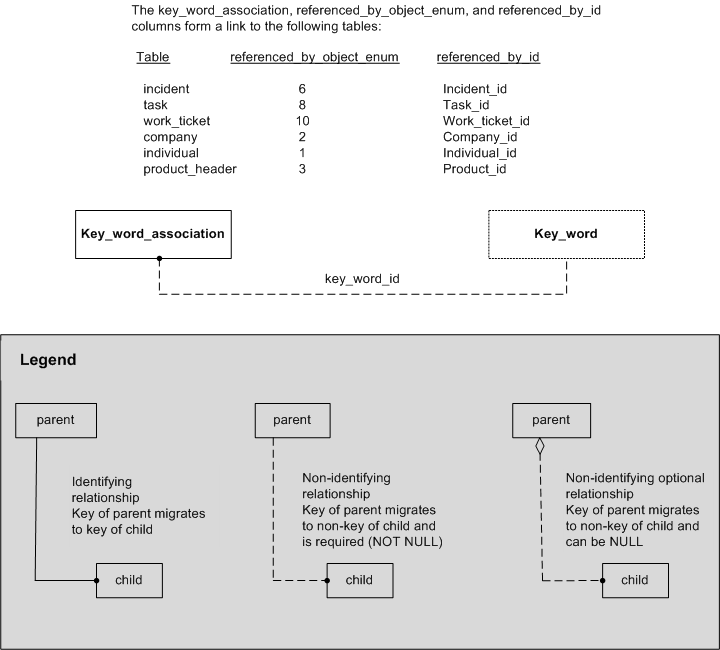 The key_word_association, referenced_by_object_enum, and referenced_by_id
columns form a link to the following tables:
Table referenced_by_object_enum referenced_by_id
incident 6 Incident_id
task 8 Task_id
work_ticket 10 Work_ticket_id
company 2 Company_id
individual 1 Individual_id
product_header 3 Product_id
Key_word_association Key_word
key_word_id
Legend
parent
Identifying
relationship
Key of parent migrates
to key of child
child
parent
Non-identifying
relationship
Key of parent migrates
to non-key of child and
is required (NOT NULL)
child
parent
Non-identifying optional
relationship
Key of parent migrates
to non-key of child and
can be NULL
child